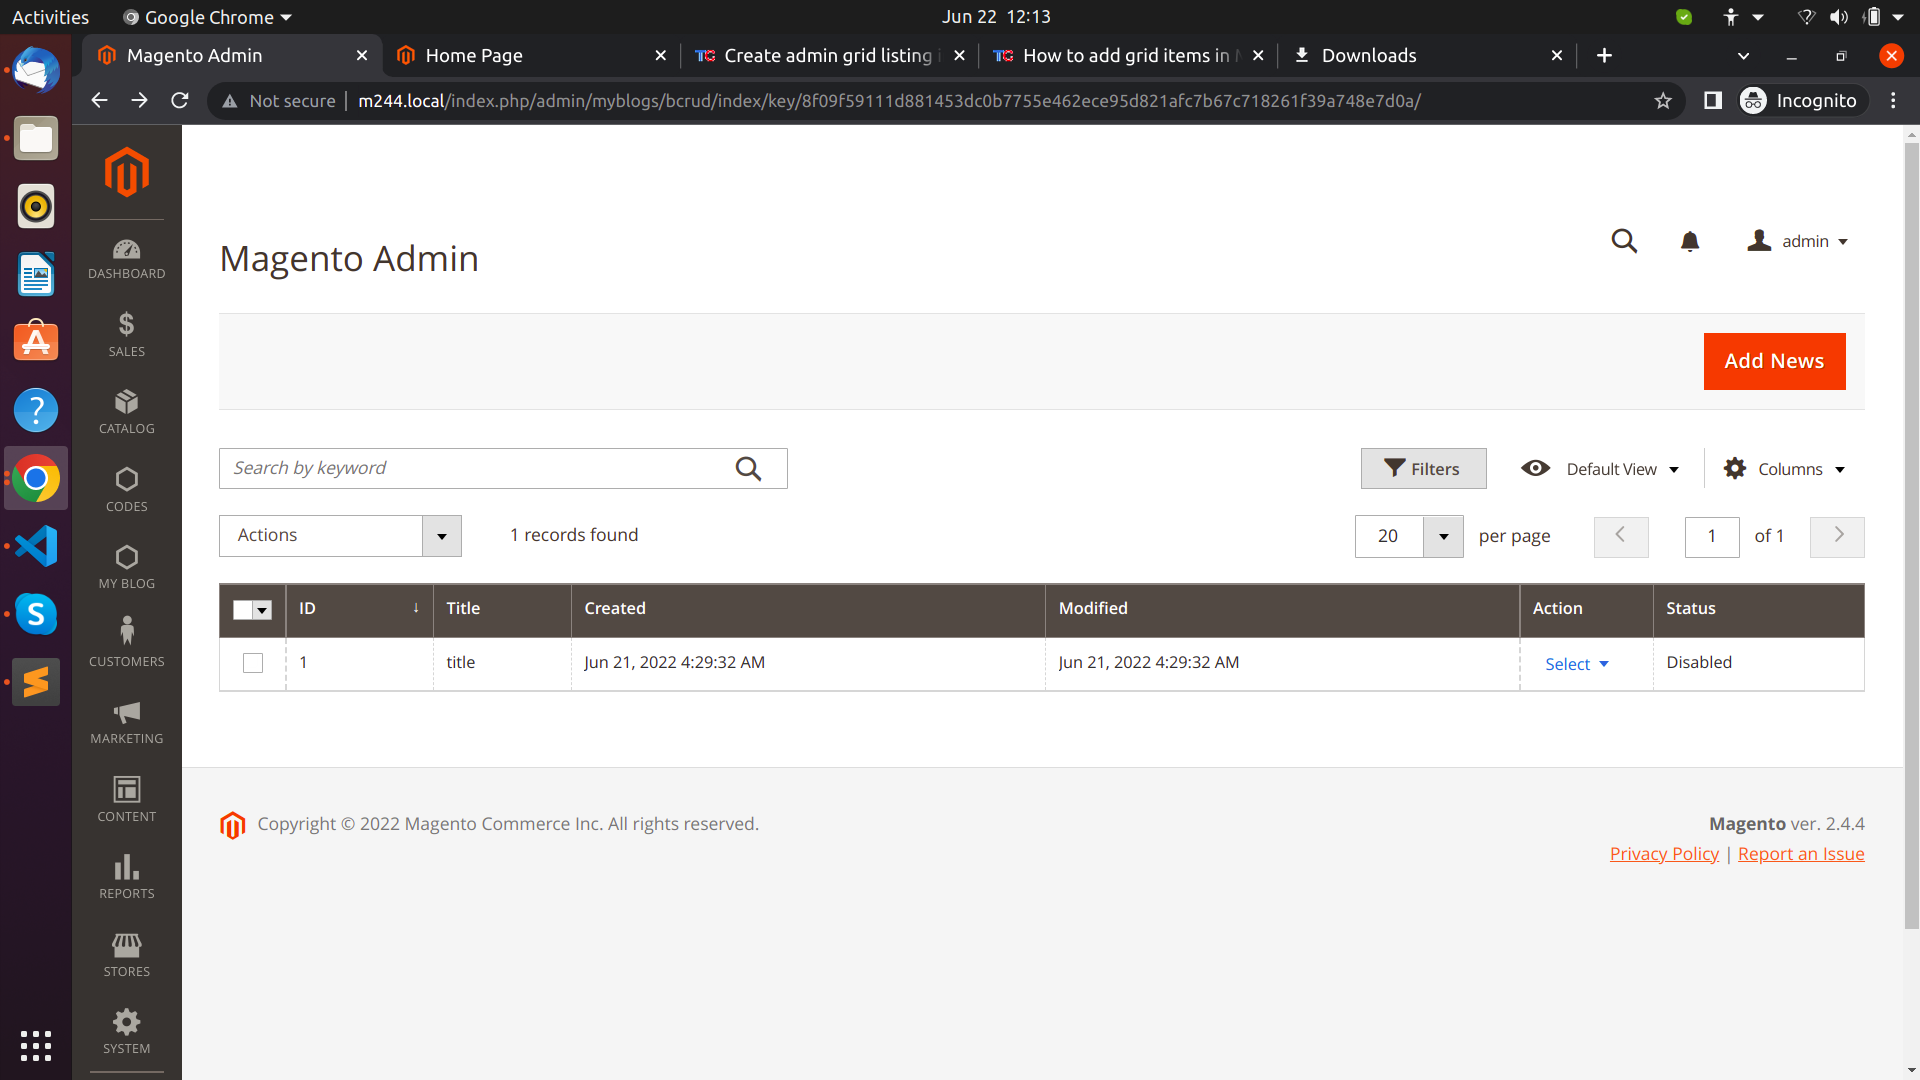 Activities Google Chrome Jun 22 12:13
Magento Admin Home Page Create admin grid listing How to add grid items in Downloads
Not secure m244.local/index.php/admin/myblogs/bcrud/index/key/8f09f59111d881453dc0b7755e462ece95d821afc7b67c718261f39a748e7d0a/ Incognito
DASHBOARD
SALES
CATALOG
CODES
MY BLOG
CUSTOMERS
MARKETING
CONTENT
REPORTS
STORES
SYSTEM
Magento Admin
admin
Add News
Search by keyword
Filters Default View Columns
Actions 1 records found 20 per page 1 of 1
ID ↓ Title Created Modified Action Status
1 title Jun 21, 2022 4:29:32 AM Jun 21, 2022 4:29:32 AM Select Disabled
Copyright © 2022 Magento Commerce Inc. All rights reserved.
Magento ver. 2.4.4
Privacy Policy | Report an Issue